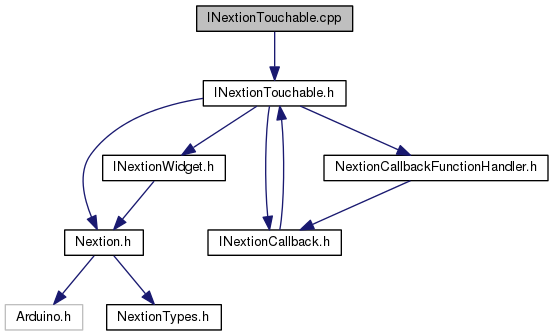 INextionTouchable.cpp
INextionTouchable.h
INextionWidget.h
NextionCallbackFunctionHandler.h
Nextion.h
INextionCallback.h
Arduino.h
NextionTypes.h